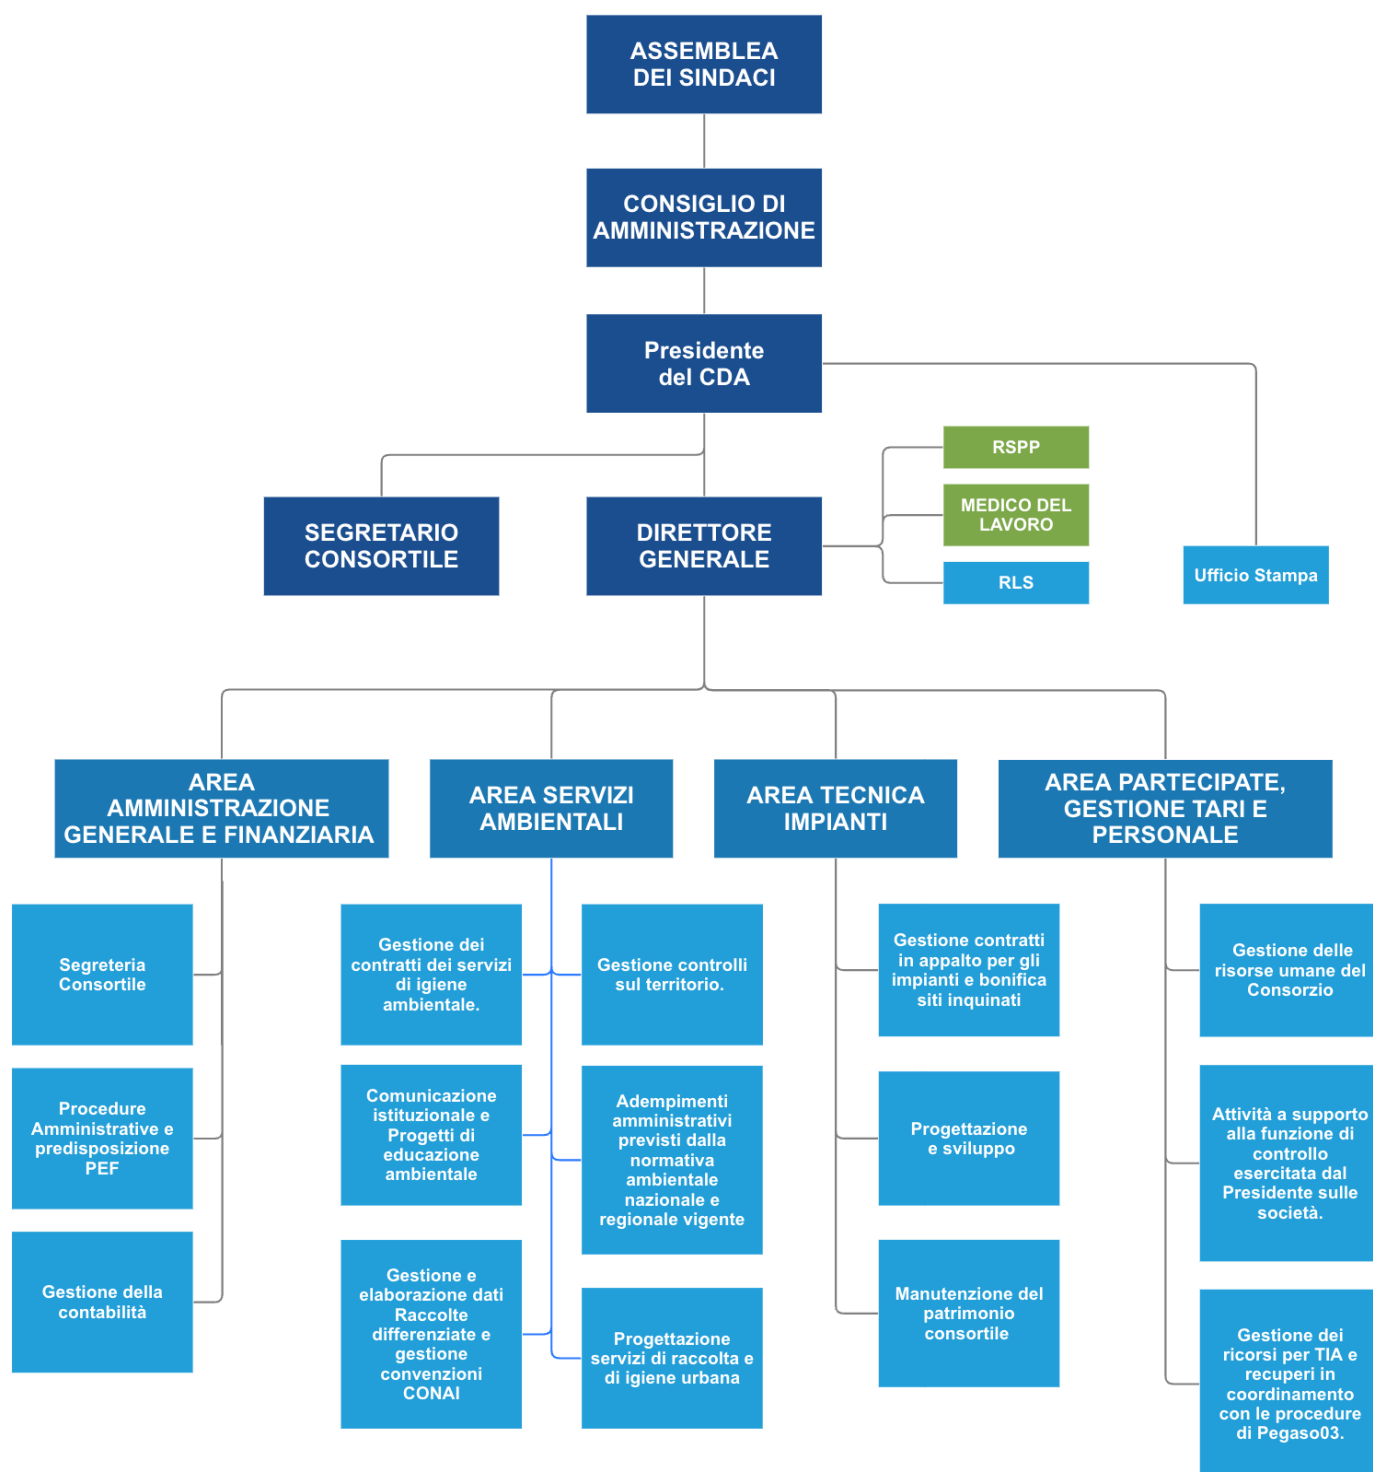 ASSEMBLEA
DEI SINDACI
CONSIGLIO DI
AMMINISTRAZIONE
Presidente
del CDA
SEGRETARIO
CONSORTILE
DIRETTORE
GENERALE
RSPP
MEDICO DEL
LAVORO
RLS
Ufficio Stampa
AREA
AMMINISTRAZIONE
GENERALE E FINANZIARIA
Segreteria
Consortile
Procedure
Amministrative e
predisposizione
PEF
Gestione della
contabilità
AREA SERVIZI
AMBIENTALI
Gestione dei
contratti dei servizi
di igiene
ambientale.
Gestione controlli
sul territorio.
Comunicazione
istituzionale e
Progetti di
educazione
ambientale
Adempimenti
amministrativi
previsti dalla
normativa
ambientale
nazionale e
regionale vigente
Gestione e
elaborazione dati
Raccolte
differenziate e
gestione
convenzioni
CONAI
Progettazione
servizi di raccolta e
di igiene urbana
AREA TECNICA
IMPIANTI
Gestione contratti
in appalto per gli
impianti e bonifica
siti inquinati
Progettazione
e sviluppo
Manutenzione del
patrimonio
consortile
AREA PARTECIPATE,
GESTIONE TARI E
PERSONALE
Gestione delle
risorse umane del
Consorzio
Attività a supporto
alla funzione di
controllo
esercitata dal
Presidente sulle
società.
Gestione dei
ricorsi per TIA e
recuperi in
coordinamento
con le procedure
di Pegaso03.